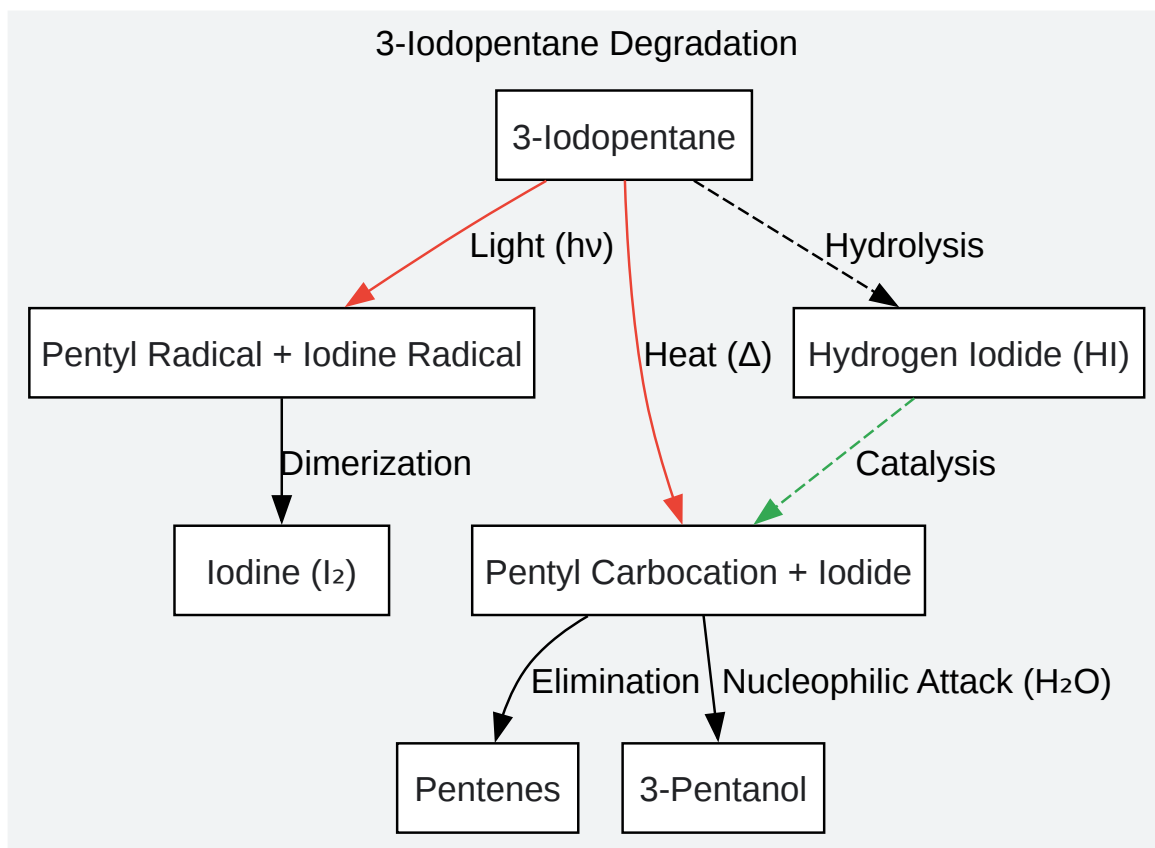 3-Iodopentane Degradation
3-Iodopentane
Light (hν)
Hydrolysis
Pentyl Radical + Iodine Radical
Heat (Δ)
Hydrogen Iodide (HI)
Dimerization
Catalysis
Iodine (I₂)
Pentyl Carbocation + Iodide
Elimination
Nucleophilic Attack (H₂O)
Pentenes
3-Pentanol